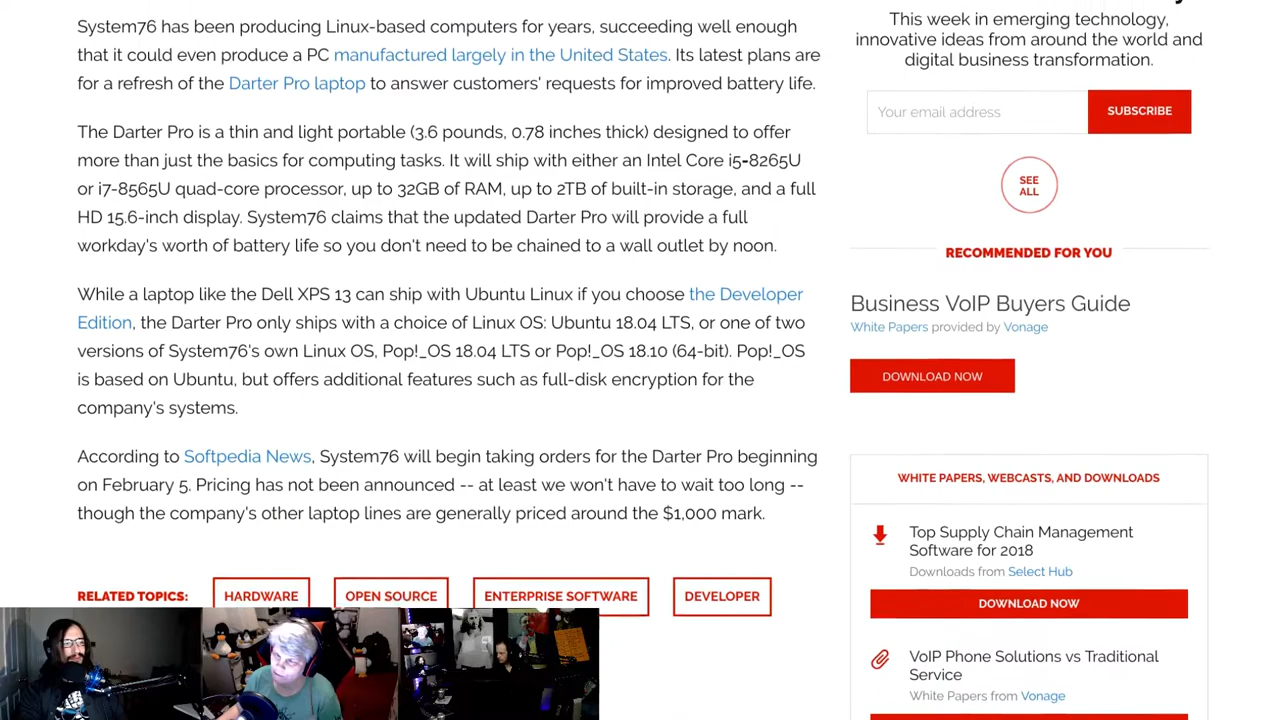 System76 has been producing Linux-based computers for years, succeeding well enough
that it could even produce a PC manufactured largely in the United States. Its latest plans are
for a refresh of the Darter Pro laptop to answer customers' requests for improved battery life.
The Darter Pro is a thin and light portable (3.6 pounds, 0.78 inches thick) designed to offer
more than just the basics for computing tasks. It will ship with either an Intel Core i5-8265U
or i7-8565U quad-core processor, up to 32GB of RAM, up to 2TB of built-in storage, and a full
HD 15.6-inch display. System76 claims that the updated Darter Pro will provide a full
workday's worth of battery life so you don't need to be chained to a wall outlet by noon.
While a laptop like the Dell XPS 13 can ship with Ubuntu Linux if you choose the Developer
Edition, the Darter Pro only ships with a choice of Linux OS: Ubuntu 18.04 LTS, or one of two
versions of System76's own Linux OS, Pop!_OS 18.04 LTS or Pop!_OS 18.10 (64-bit). Pop!_OS
is based on Ubuntu, but offers additional features such as full-disk encryption for the
company's systems.
According to Softpedia News, System76 will begin taking orders for the Darter Pro beginning
on February 5. Pricing has not been announced -- at least we won't have to wait too long --
though the company's other laptop lines are generally priced around the $1,000 mark.
RELATED TOPICS: HARDWARE OPEN SOURCE ENTERPRISE SOFTWARE DEVELOPER
This week in emerging technology,
innovative ideas from around the world and
digital business transformation.
Your email address SUBSCRIBE
SEE
ALL
RECOMMENDED FOR YOU
Business VoIP Buyers Guide
White Papers provided by Vonage
DOWNLOAD NOW
WHITE PAPERS, WEBCASTS, AND DOWNLOADS
Top Supply Chain Management
Software for 2018
Downloads from Select Hub
DOWNLOAD NOW
VoIP Phone Solutions vs Traditional
Service
White Papers from Vonage